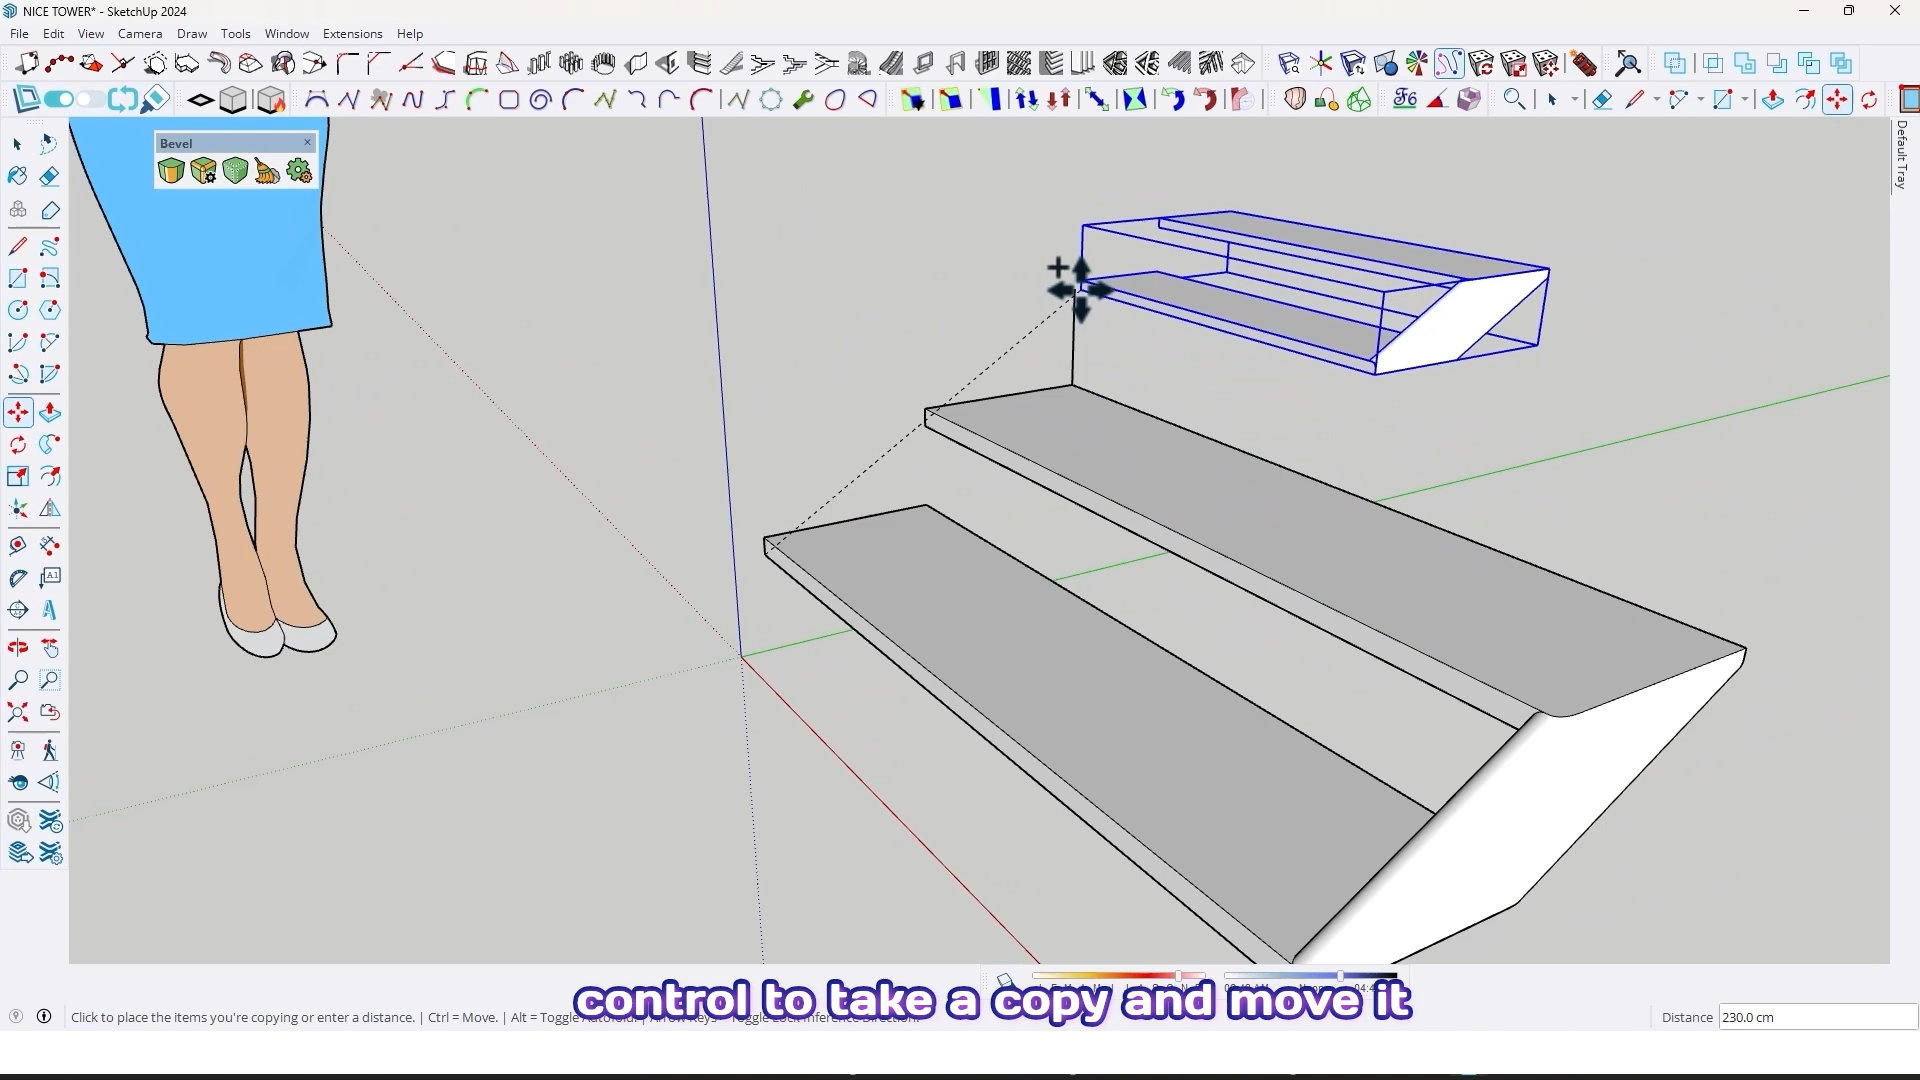 NICE TOWER* - SketchUp 2024
File Edit View Camera Draw Tools Window Extensions Help
Bevel
Default Tray
control to take a copy and move it
Click to place the items you're copying or enter a distance. | Ctrl = Move. | Alt = Toggle
Distance 230.0 cm